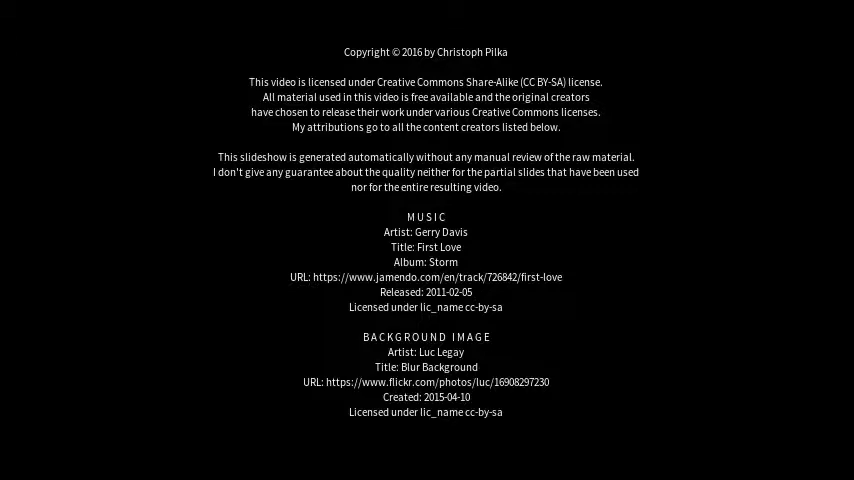 Copyright © 2016 by Christoph Pilka
This video is licensed under Creative Commons Share-Alike (CC BY-SA) license.
All material used in this video is free available and the original creators
have chosen to release their work under various Creative Commons licenses.
My attributions go to all the content creators listed below.
This slideshow is generated automatically without any manual review of the raw material.
I don't give any guarantee about the quality neither for the partial slides that have been used
nor for the entire resulting video.
MUSIC
Artist: Gerry Davis
Title: First Love
Album: Storm
URL: https://www.jamendo.com/en/track/726842/first-love
Released: 2011-02-05
Licensed under lic_name cc-by-sa
BACKGROUND IMAGE
Artist: Luc Legay
Title: Blur Background
URL: https://www.flickr.com/photos/luc/16908297230
Created: 2015-04-10
Licensed under lic_name cc-by-sa